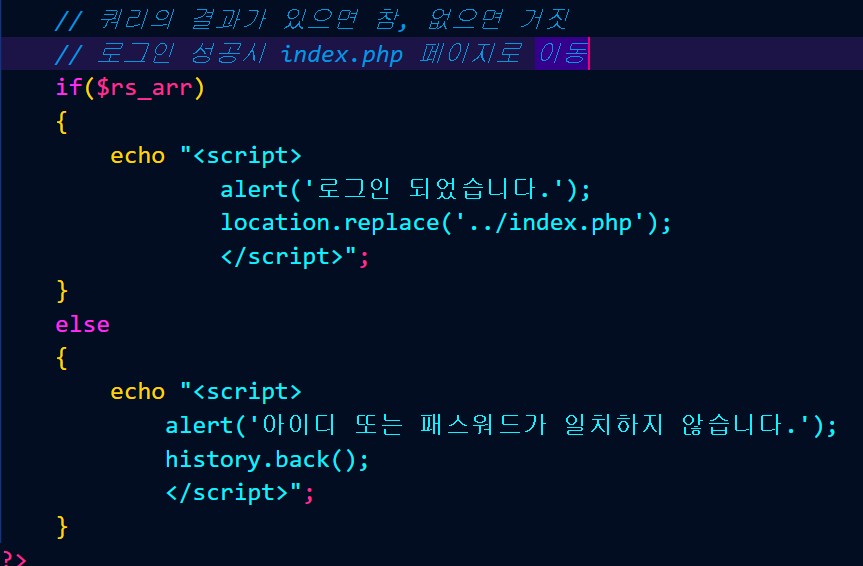 // 쿼리의 결과가 있으면 참, 없으면 거짓
// 로그인 성공시 index.php 페이지로 이동
if($rs_arr)
{
echo "<script>
alert('로그인 되었습니다.');
location.replace('../index.php');
</script>";
}
else
{
echo "<script>
alert('아이디 또는 패스워드가 일치하지 않습니다.');
history.back();
</script>";
}
?>